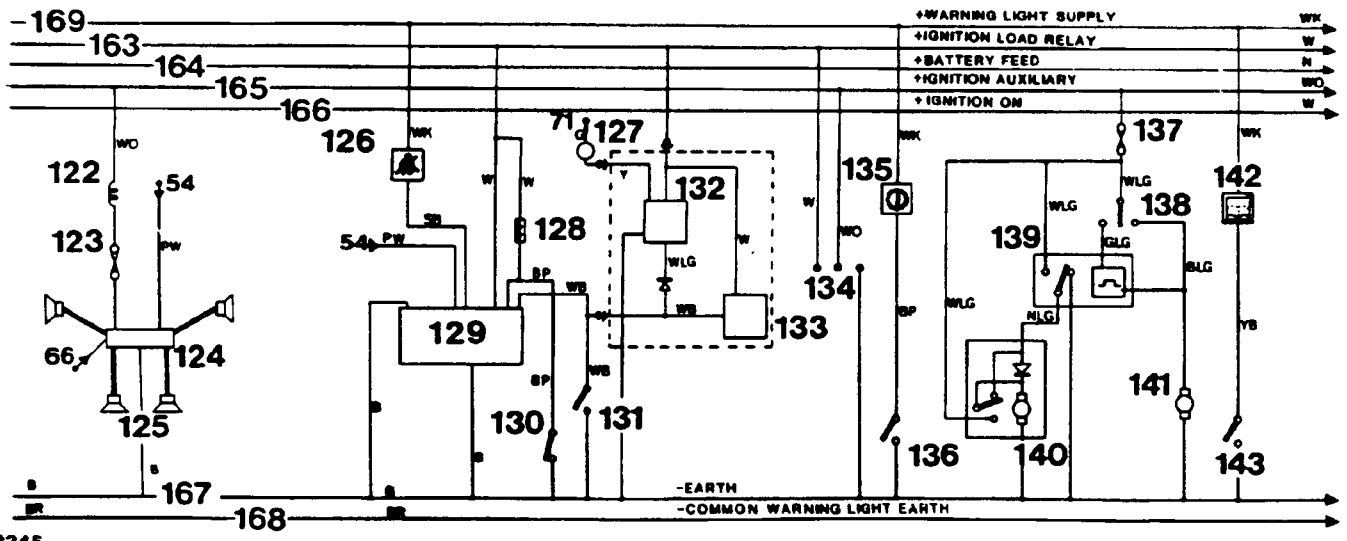 169 +WARNING LIGHT SUPPLY WK
163 +IGNITION LOAD RELAY W
164 +BATTERY FEED N
165 +IGNITION AUXILIARY WO
166 + IGNITION ON W
71 127 137
126 WK WK WK
WO
122 54 Y 132 135 WLG 142
W W W WLG 138
123 PW SB 128 W WO 139 GLG
54 PW WLG BLG
BP WB 134 WLG
129 WB 133 BP NLG YB
66 124
BP WB 141
125 B 130 131
136 140 143
B B
B 167 B -EARTH
BR 168 BR -COMMON WARNING LIGHT EARTH